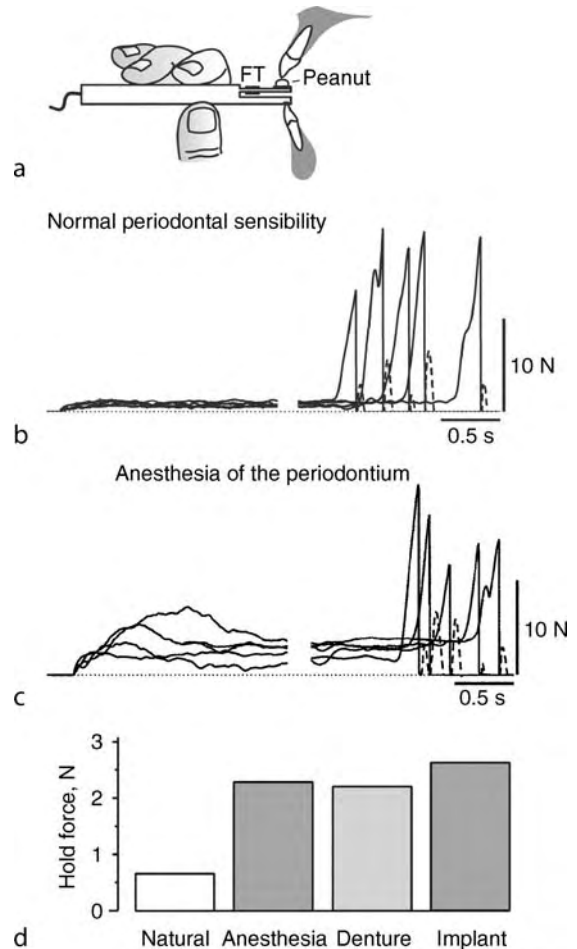 FT
Peanut
a
Normal periodontal sensibility
10 N
0.5 s
b
Anesthesia of the periodontium
10 N
0.5 s
c
3
2
1
0
Hold force, N
Natural Anesthesia Denture Implant
d